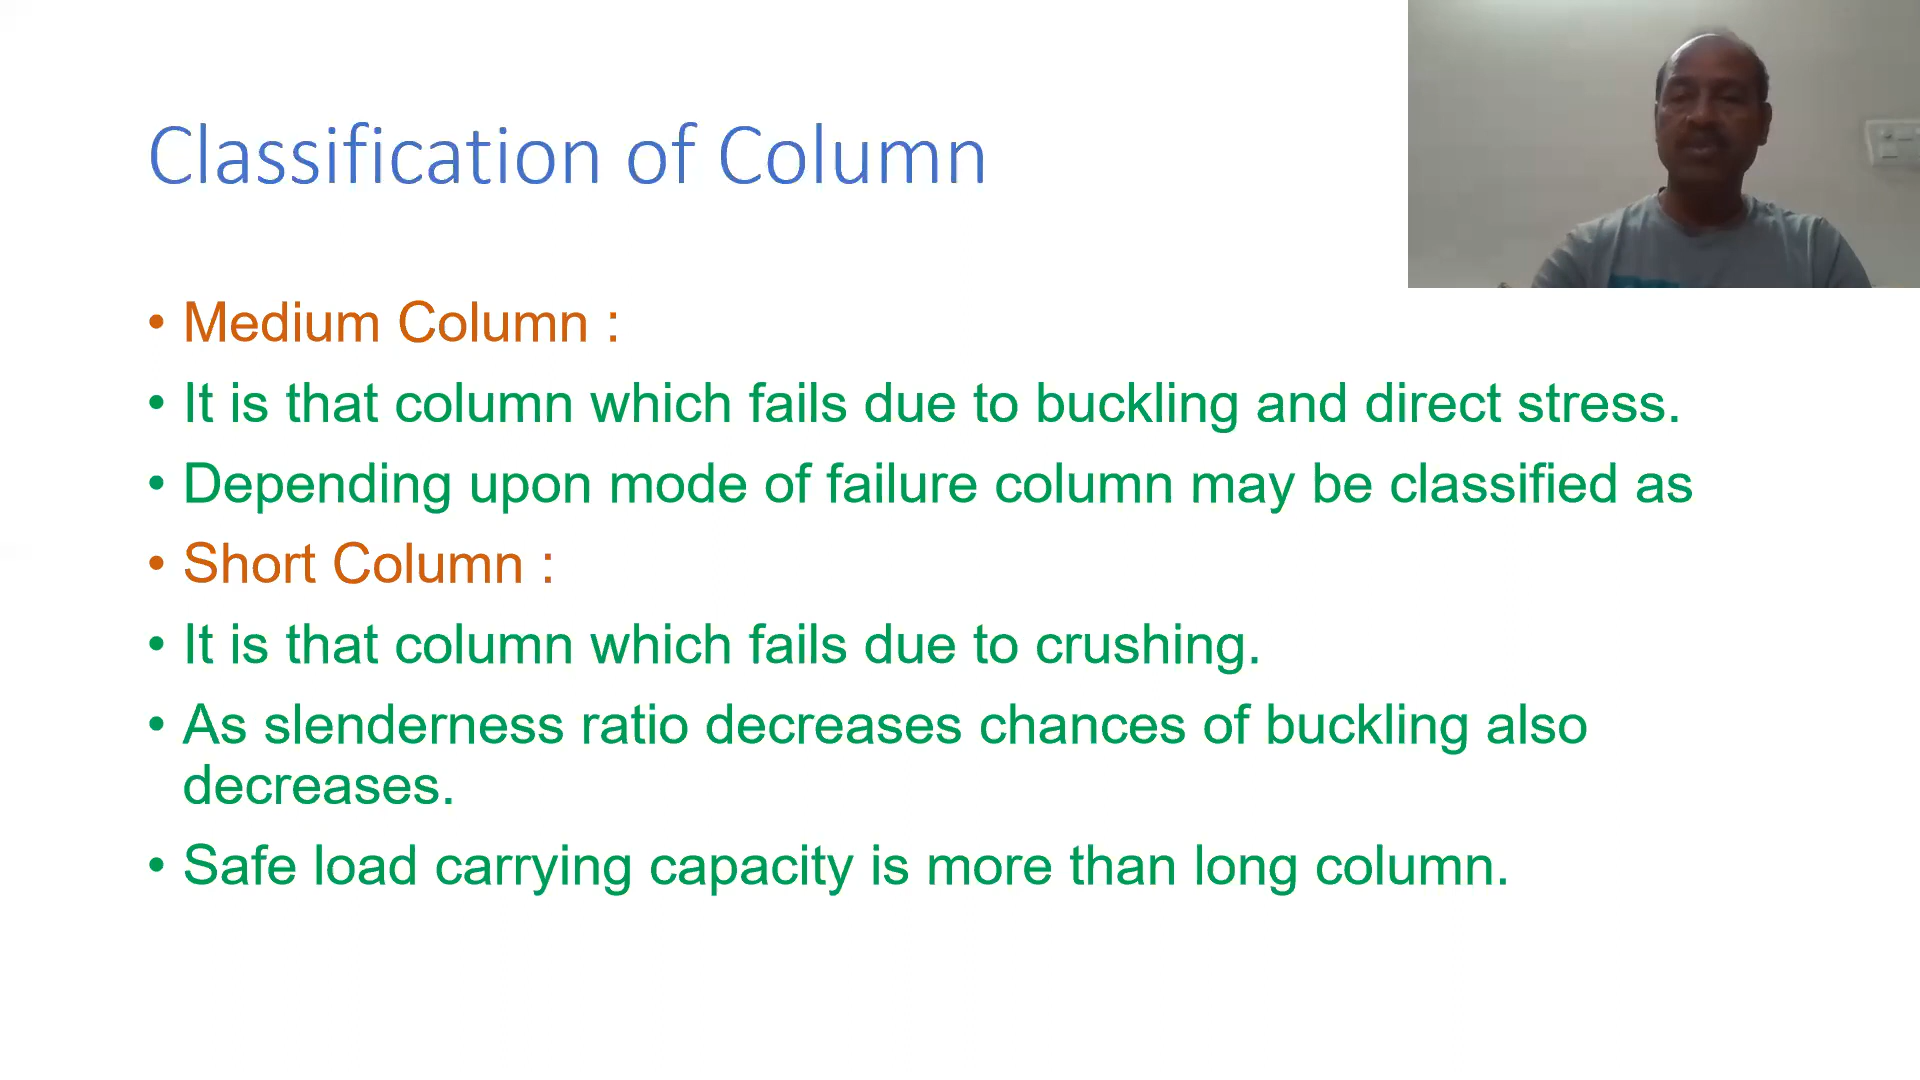 Classification of Column
• Medium Column :
• It is that column which fails due to buckling and direct stress.
• Depending upon mode of failure column may be classified as
• Short Column :
• It is that column which fails due to crushing.
• As slenderness ratio decreases chances of buckling also
decreases.
• Safe load carrying capacity is more than long column.